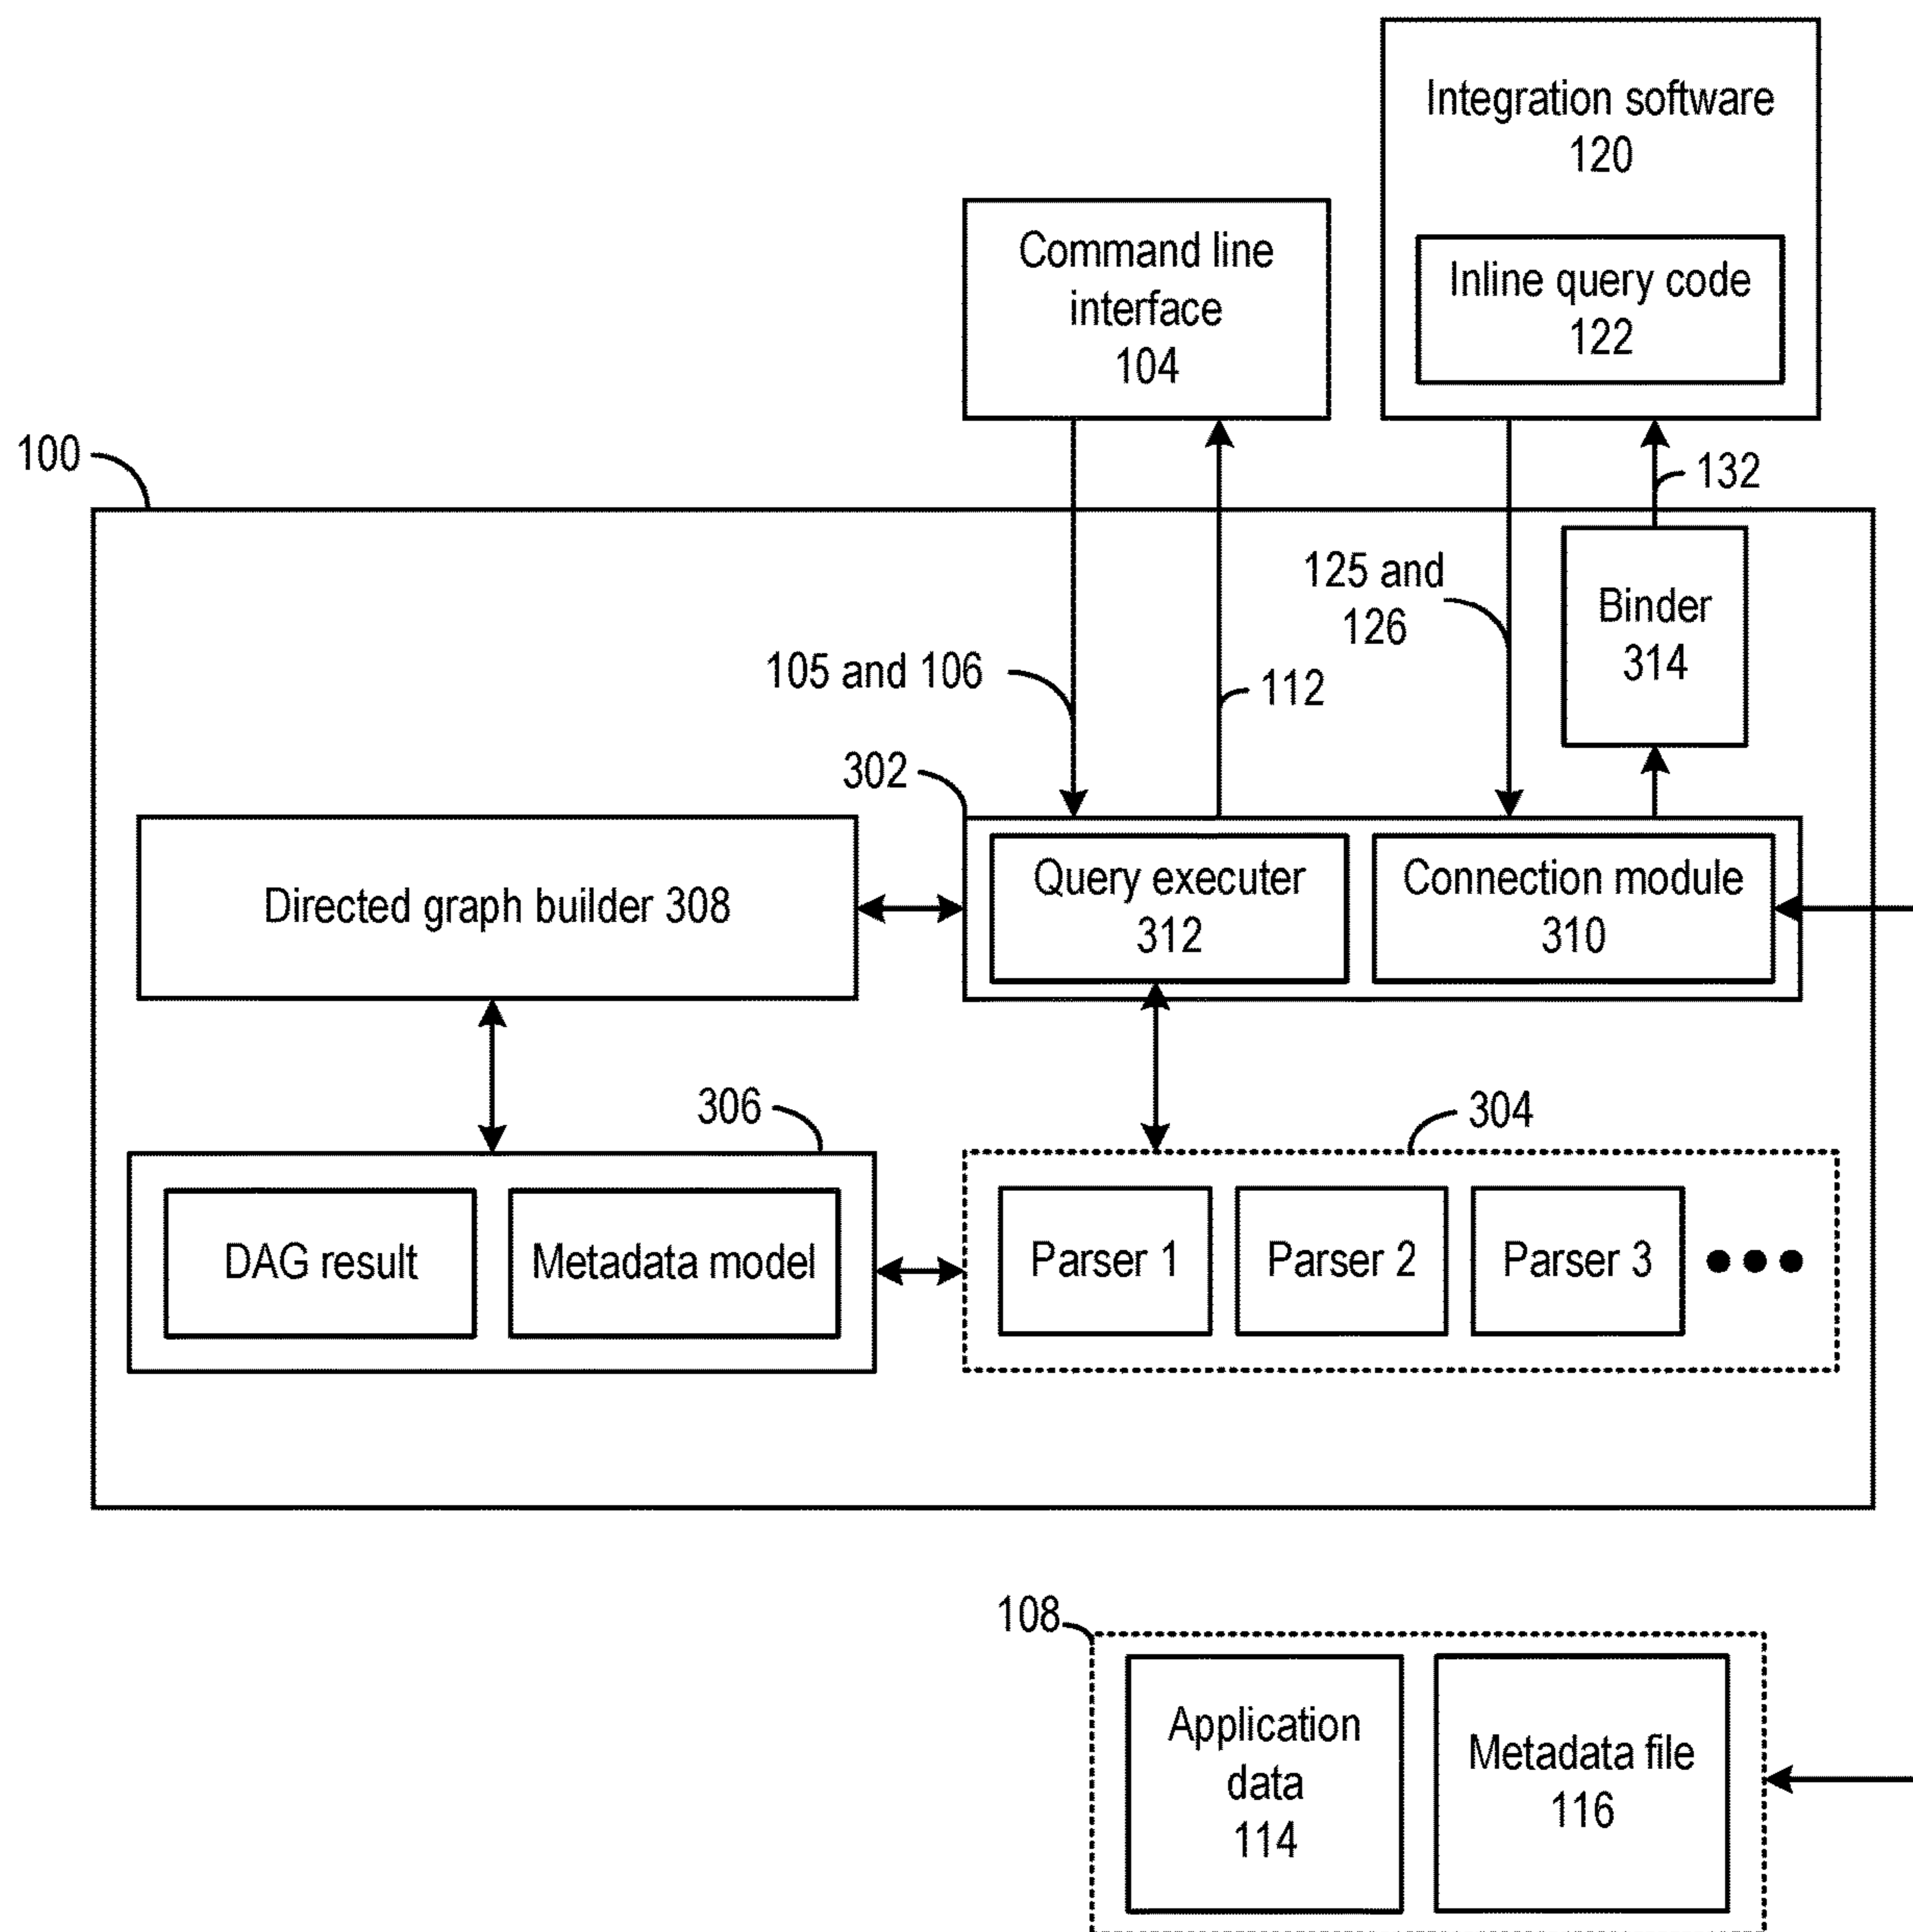 Integration software
120
Command line
interface
104
Inline query code
122
100
132
125 and
126
Binder
314
105 and 106
112
302
Directed graph builder 308
Query executer
312
Connection module
310
306
304
DAG result
Metadata model
Parser 1
Parser 2
Parser 3
108
Application
data
114
Metadata file
116